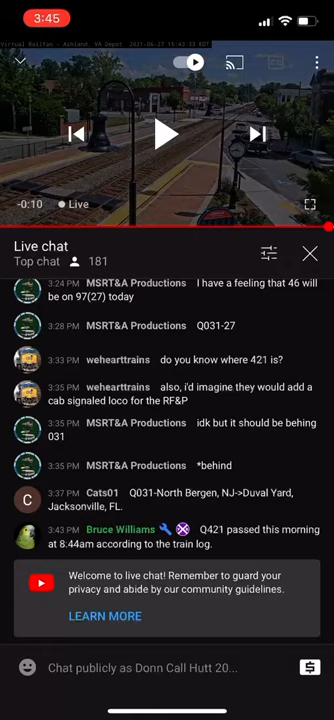 3:45
Virtual Railfan - Ashland, VA Depot 2021-06-27 15:43:33 EDT
-0:10 Live
Live chat
Top chat 181
3:24 PM MSRT&A Productions I have a feeling that 46 will
be on 97(27) today
3:28 PM MSRT&A Productions Q031-27
3:33 PM wehearttrains do you know where 421 is?
3:35 PM wehearttrains also, i'd imagine they would add a
cab signaled loco for the RF&P
3:35 PM MSRT&A Productions idk but it should be behing
031
3:35 PM MSRT&A Productions *behind
C
3:37 PM Cats01 Q031-North Bergen, NJ->Duval Yard,
Jacksonville, FL.
3:43 PM Bruce Williams Q421 passed this morning
at 8:44am according to the train log.
Welcome to live chat! Remember to guard your
privacy and abide by our community guidelines.
LEARN MORE
Chat publicly as Donn Call Hutt 20...